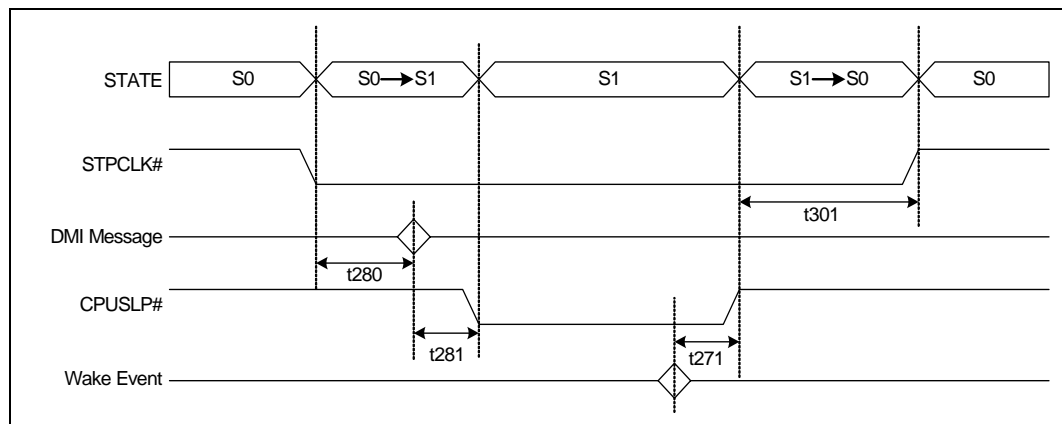 STATE
S0
S0→S1
S1
S1→S0
S0
STPCLK#
t301
DMI Message
t280
CPUSLP#
t281
t271
Wake Event